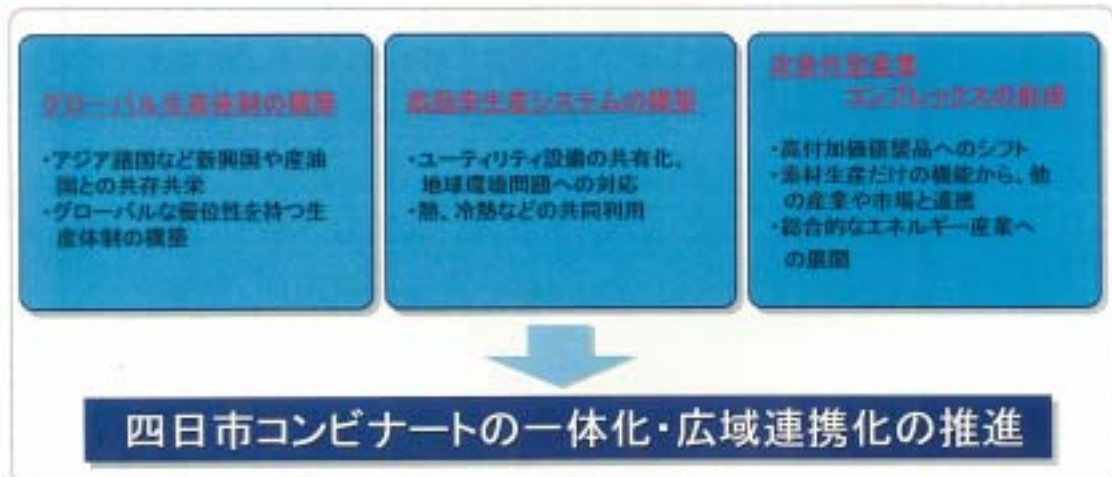 グローバル生産体制の構築
・アジア諸国など新興国や産油
国との共存共栄
・グローバルな優位性を持つ生
産体制の構築
高効率生産システムの構築
・ユーティリティ設備の共有化、
地球環境問題への対応
・熱、冷熱などの共同利用
次世代型産業
コンプレックスの形成
・高付加価値製品へのシフト
・素材生産だけの機能から、他
の産業や市場と連携
・総合的なエネルギー産業へ
の展開
四日市コンビナートの一体化・広域連携化の推進